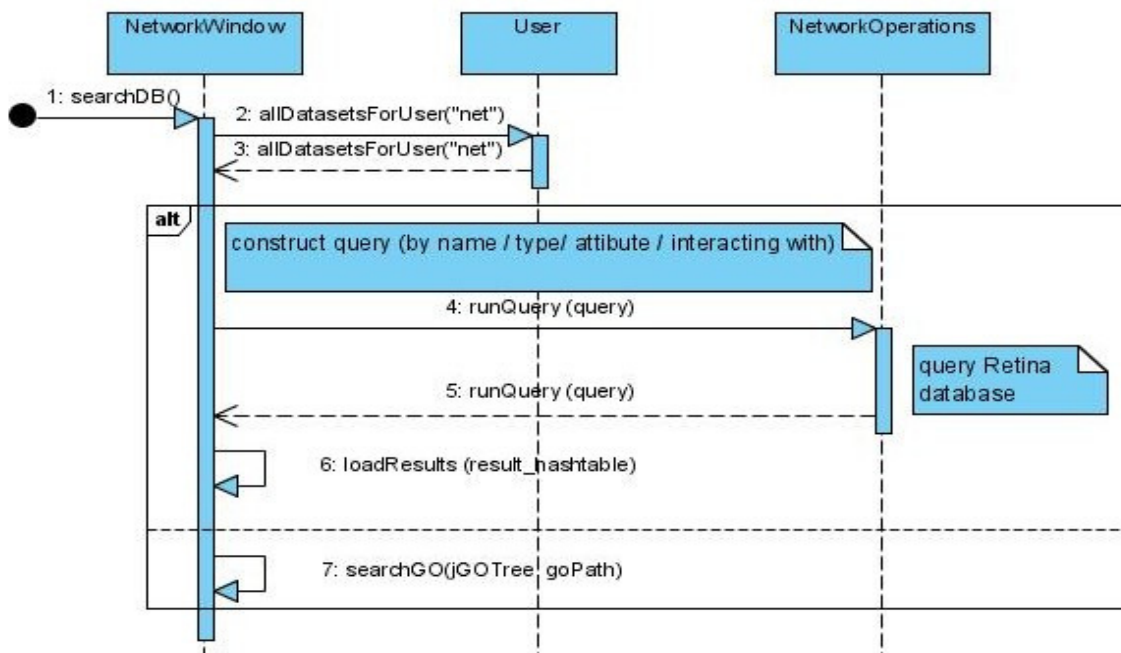 NetworkWindow
User
NetworkOperations
1: searchDB()
2: allDatasetsForUser("net")
3: allDatasetsForUser("net")
alt
construct query (by name / type/ attibute / interacting with)
4: runQuery (query)
query Retina
database
5: runQuery (query)
6: loadResults (result_hashtable)
7: searchGO(jGOTree, goPath)